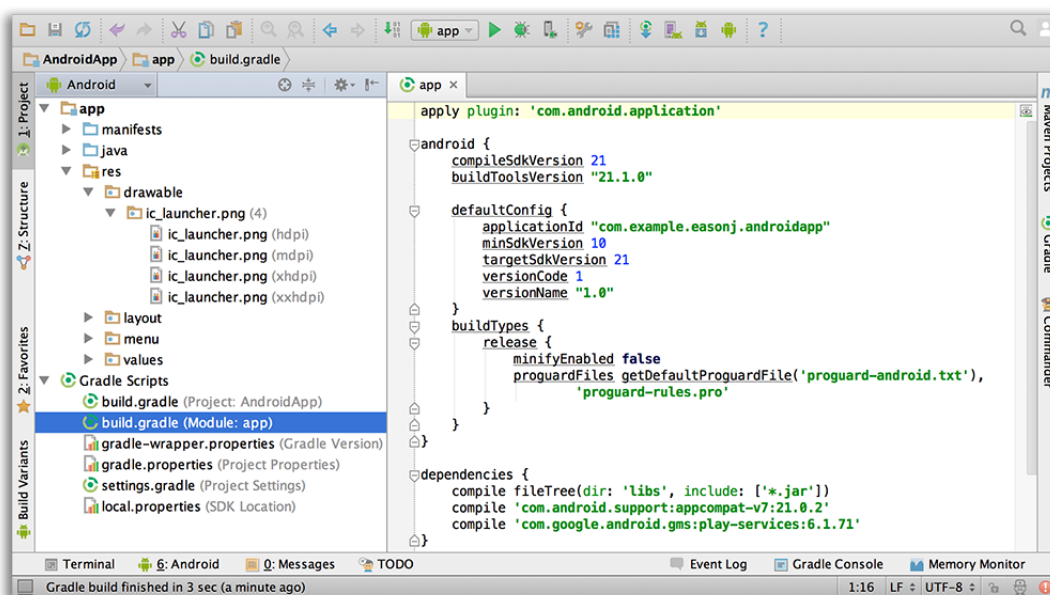 app
AndroidApp app build.gradle
Android
app
1: Project
Z: Structure
2: Favorites
Build Variants
app
manifests
java
res
drawable
ic_launcher.png (4)
ic_launcher.png (hdpi)
ic_launcher.png (mdpi)
ic_launcher.png (xhdpi)
ic_launcher.png (xxhdpi)
layout
menu
values
Gradle Scripts
build.gradle (Project: AndroidApp)
build.gradle (Module: app)
gradle-wrapper.properties (Gradle Version)
gradle.properties (Project Properties)
settings.gradle (Project Settings)
local.properties (SDK Location)
apply plugin: 'com.android.application'
android {
compileSdkVersion 21
buildToolsVersion "21.1.0"
defaultConfig {
applicationId "com.example.easonj.androidapp"
minSdkVersion 10
targetSdkVersion 21
versionCode 1
versionName "1.0"
}
buildTypes {
release {
minifyEnabled false
proguardFiles getDefaultProguardFile('proguard-android.txt'),
'proguard-rules.pro'
}
}
}
dependencies {
compile fileTree(dir: 'libs', include: ['*.jar'])
compile 'com.android.support:appcompat-v7:21.0.2'
compile 'com.google.android.gms:play-services:6.1.71'
}
m
Maven Projects
Gradle
Commander
Terminal 6: Android 0: Messages TODO Event Log Gradle Console Memory Monitor
Gradle build finished in 3 sec (a minute ago) 1:16 LF UTF-8